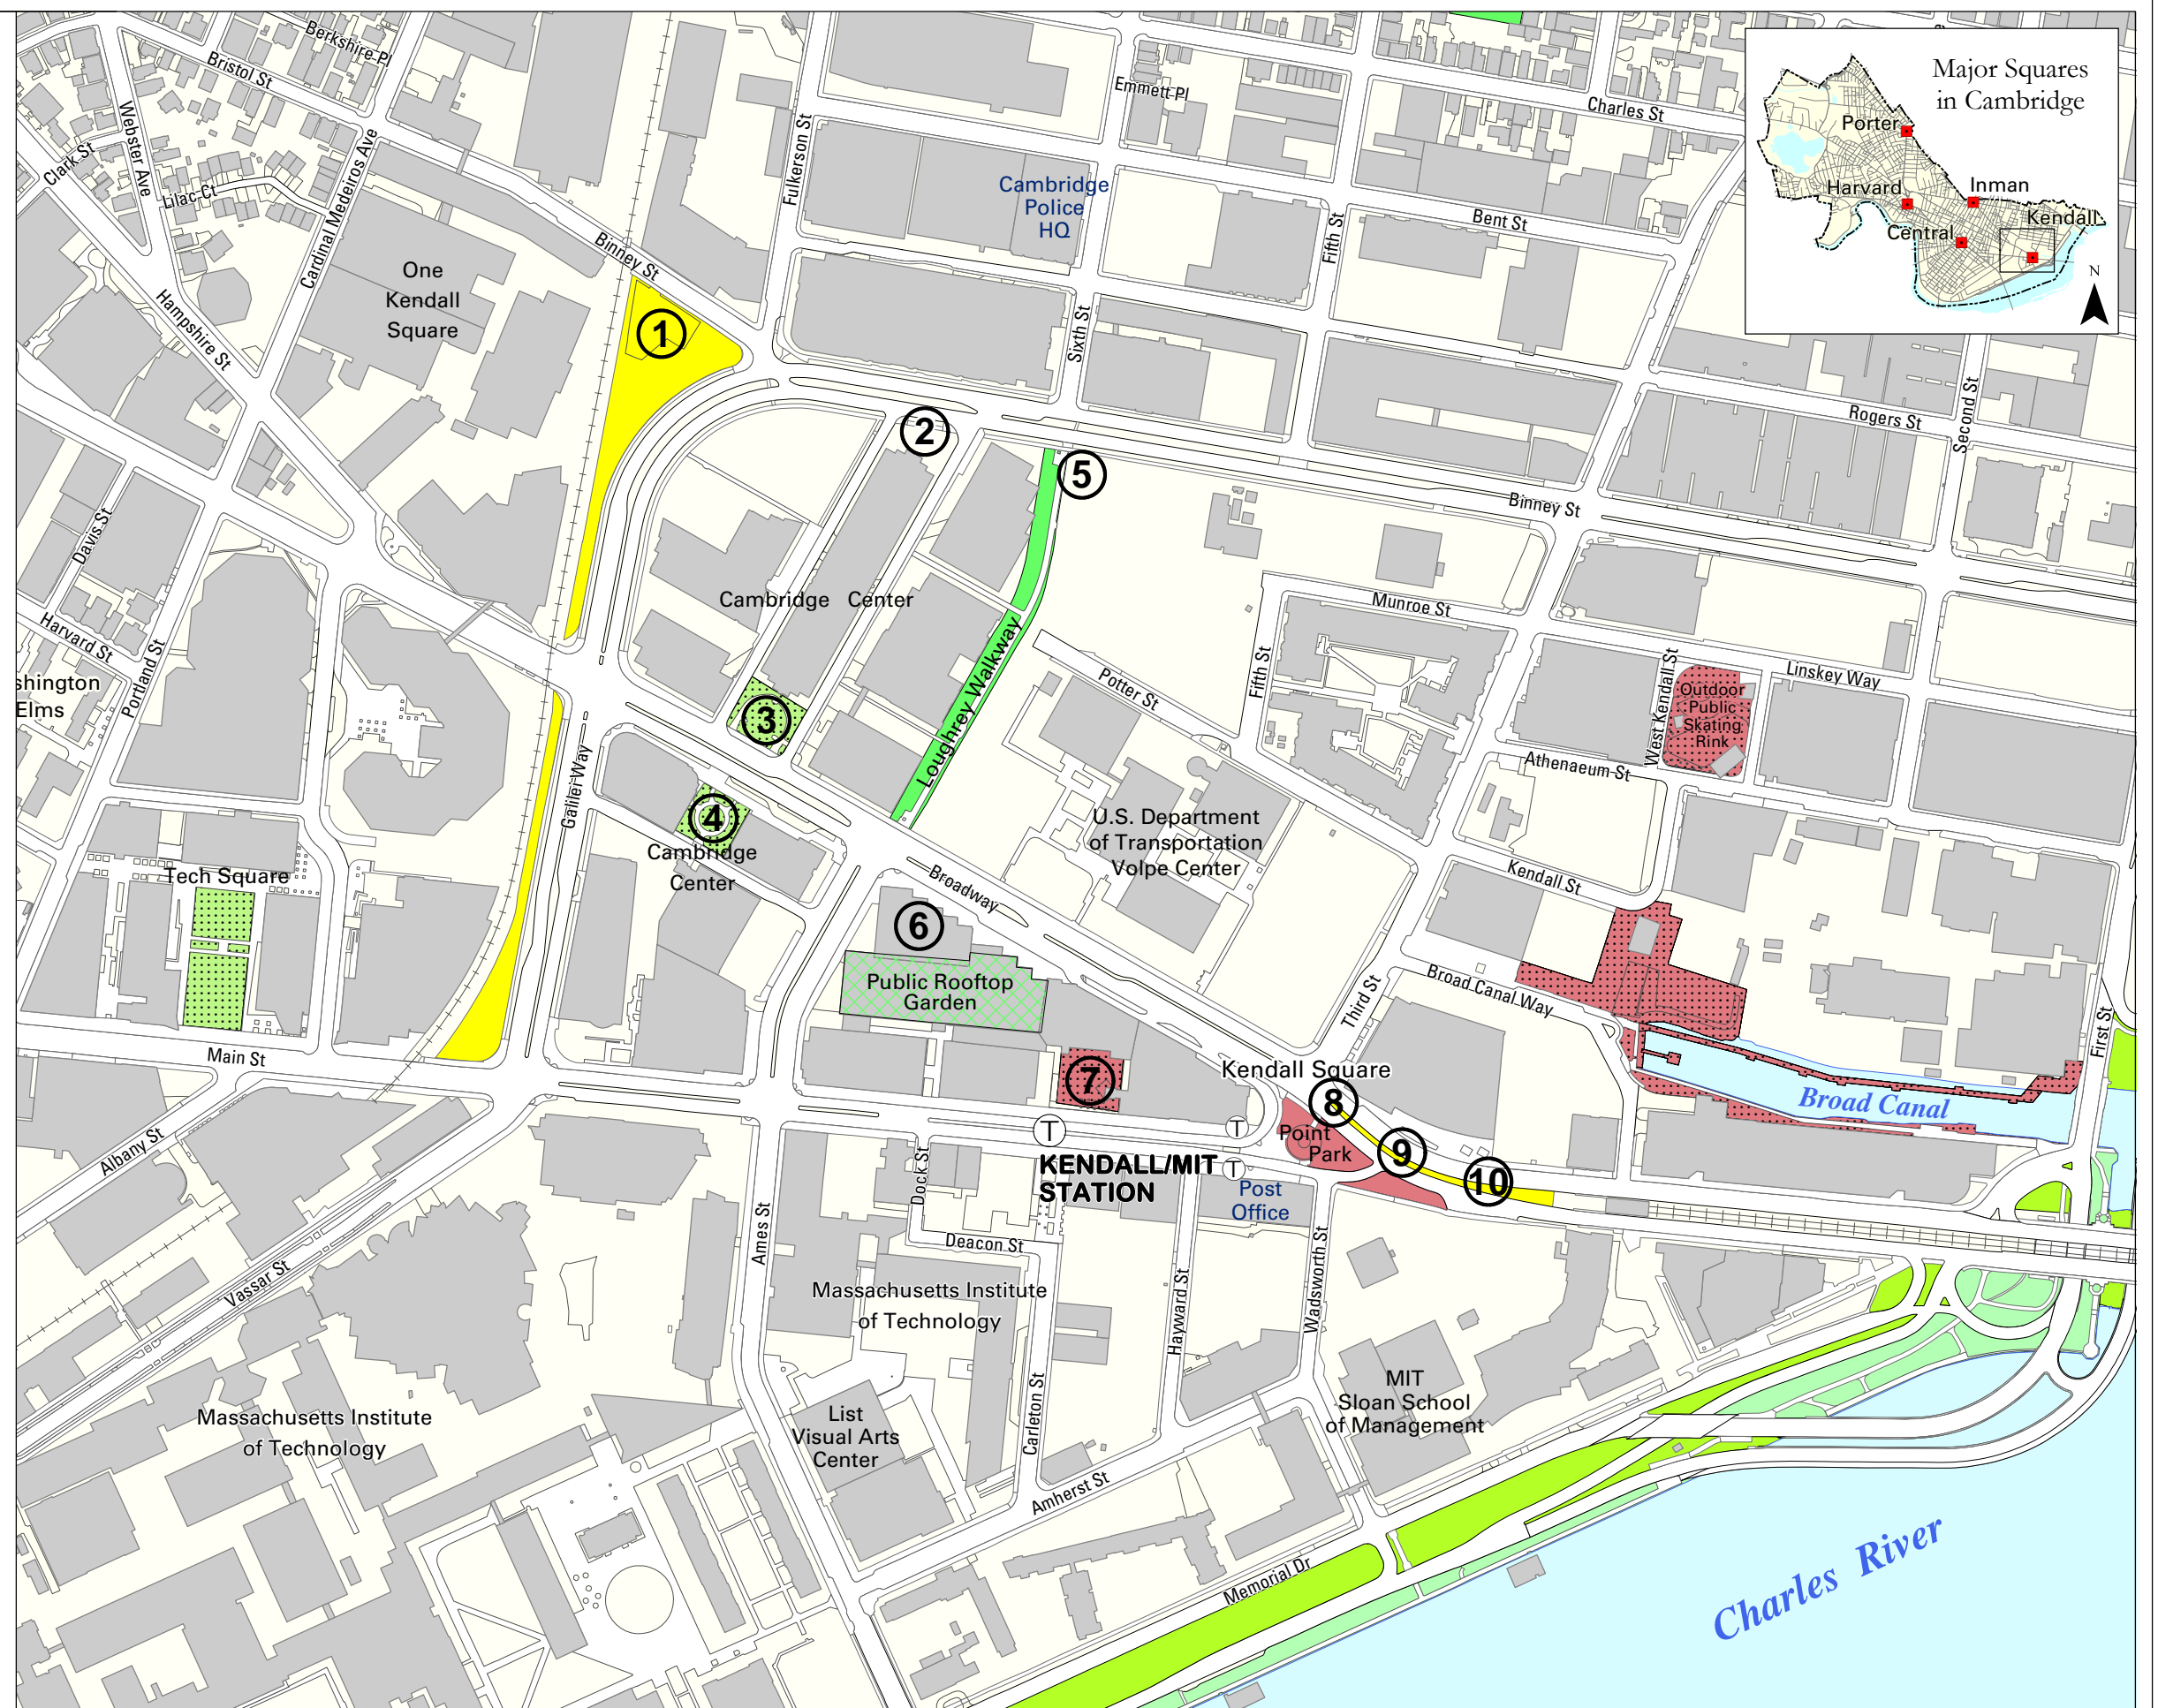 Major Squares
in Cambridge
Porter
Harvard
Inman
Kendall
Central
N
Berkshire Pl
Bristol St
Webster Ave
Clark St
Lilac Ct
Cardinal Medeiros Ave
Hampshire St
One
Kendall
Square
Binney St
Fulkerson St
Cambridge
Police
HQ
Emmett Pl
Charles St
Bent St
Fifth St
Sixth St
Rogers St
Second St
Binney St
1
2
5
Davis St
Harvard St
Portland St
shington
Elms
Cambridge Center
Loughrey Walkway
Munroe St
Potter St
Fifth St
West Kendall St
Outdoor
Public
Skating
Rink
Linskey Way
Athenaeum St
3
4
Cambridge
Center
Galilei Way
Tech Square
U.S. Department
of Transportation
Volpe Center
Broadway
Kendall St
6
Public Rooftop
Garden
Third St
Broad Canal Way
First St
Main St
7
Kendall Square
8
Point
Park
9
10
Broad Canal
T
T
T
KENDALL/MIT
STATION
Post
Office
Albany St
Vassar St
Dock St
Deacon St
Ames St
Hayward St
Wadsworth St
Massachusetts Institute
of Technology
Carleton St
MIT
Sloan School
of Management
List
Visual Arts
Center
Massachusetts Institute
of Technology
Amherst St
Memorial Dr
Charles River